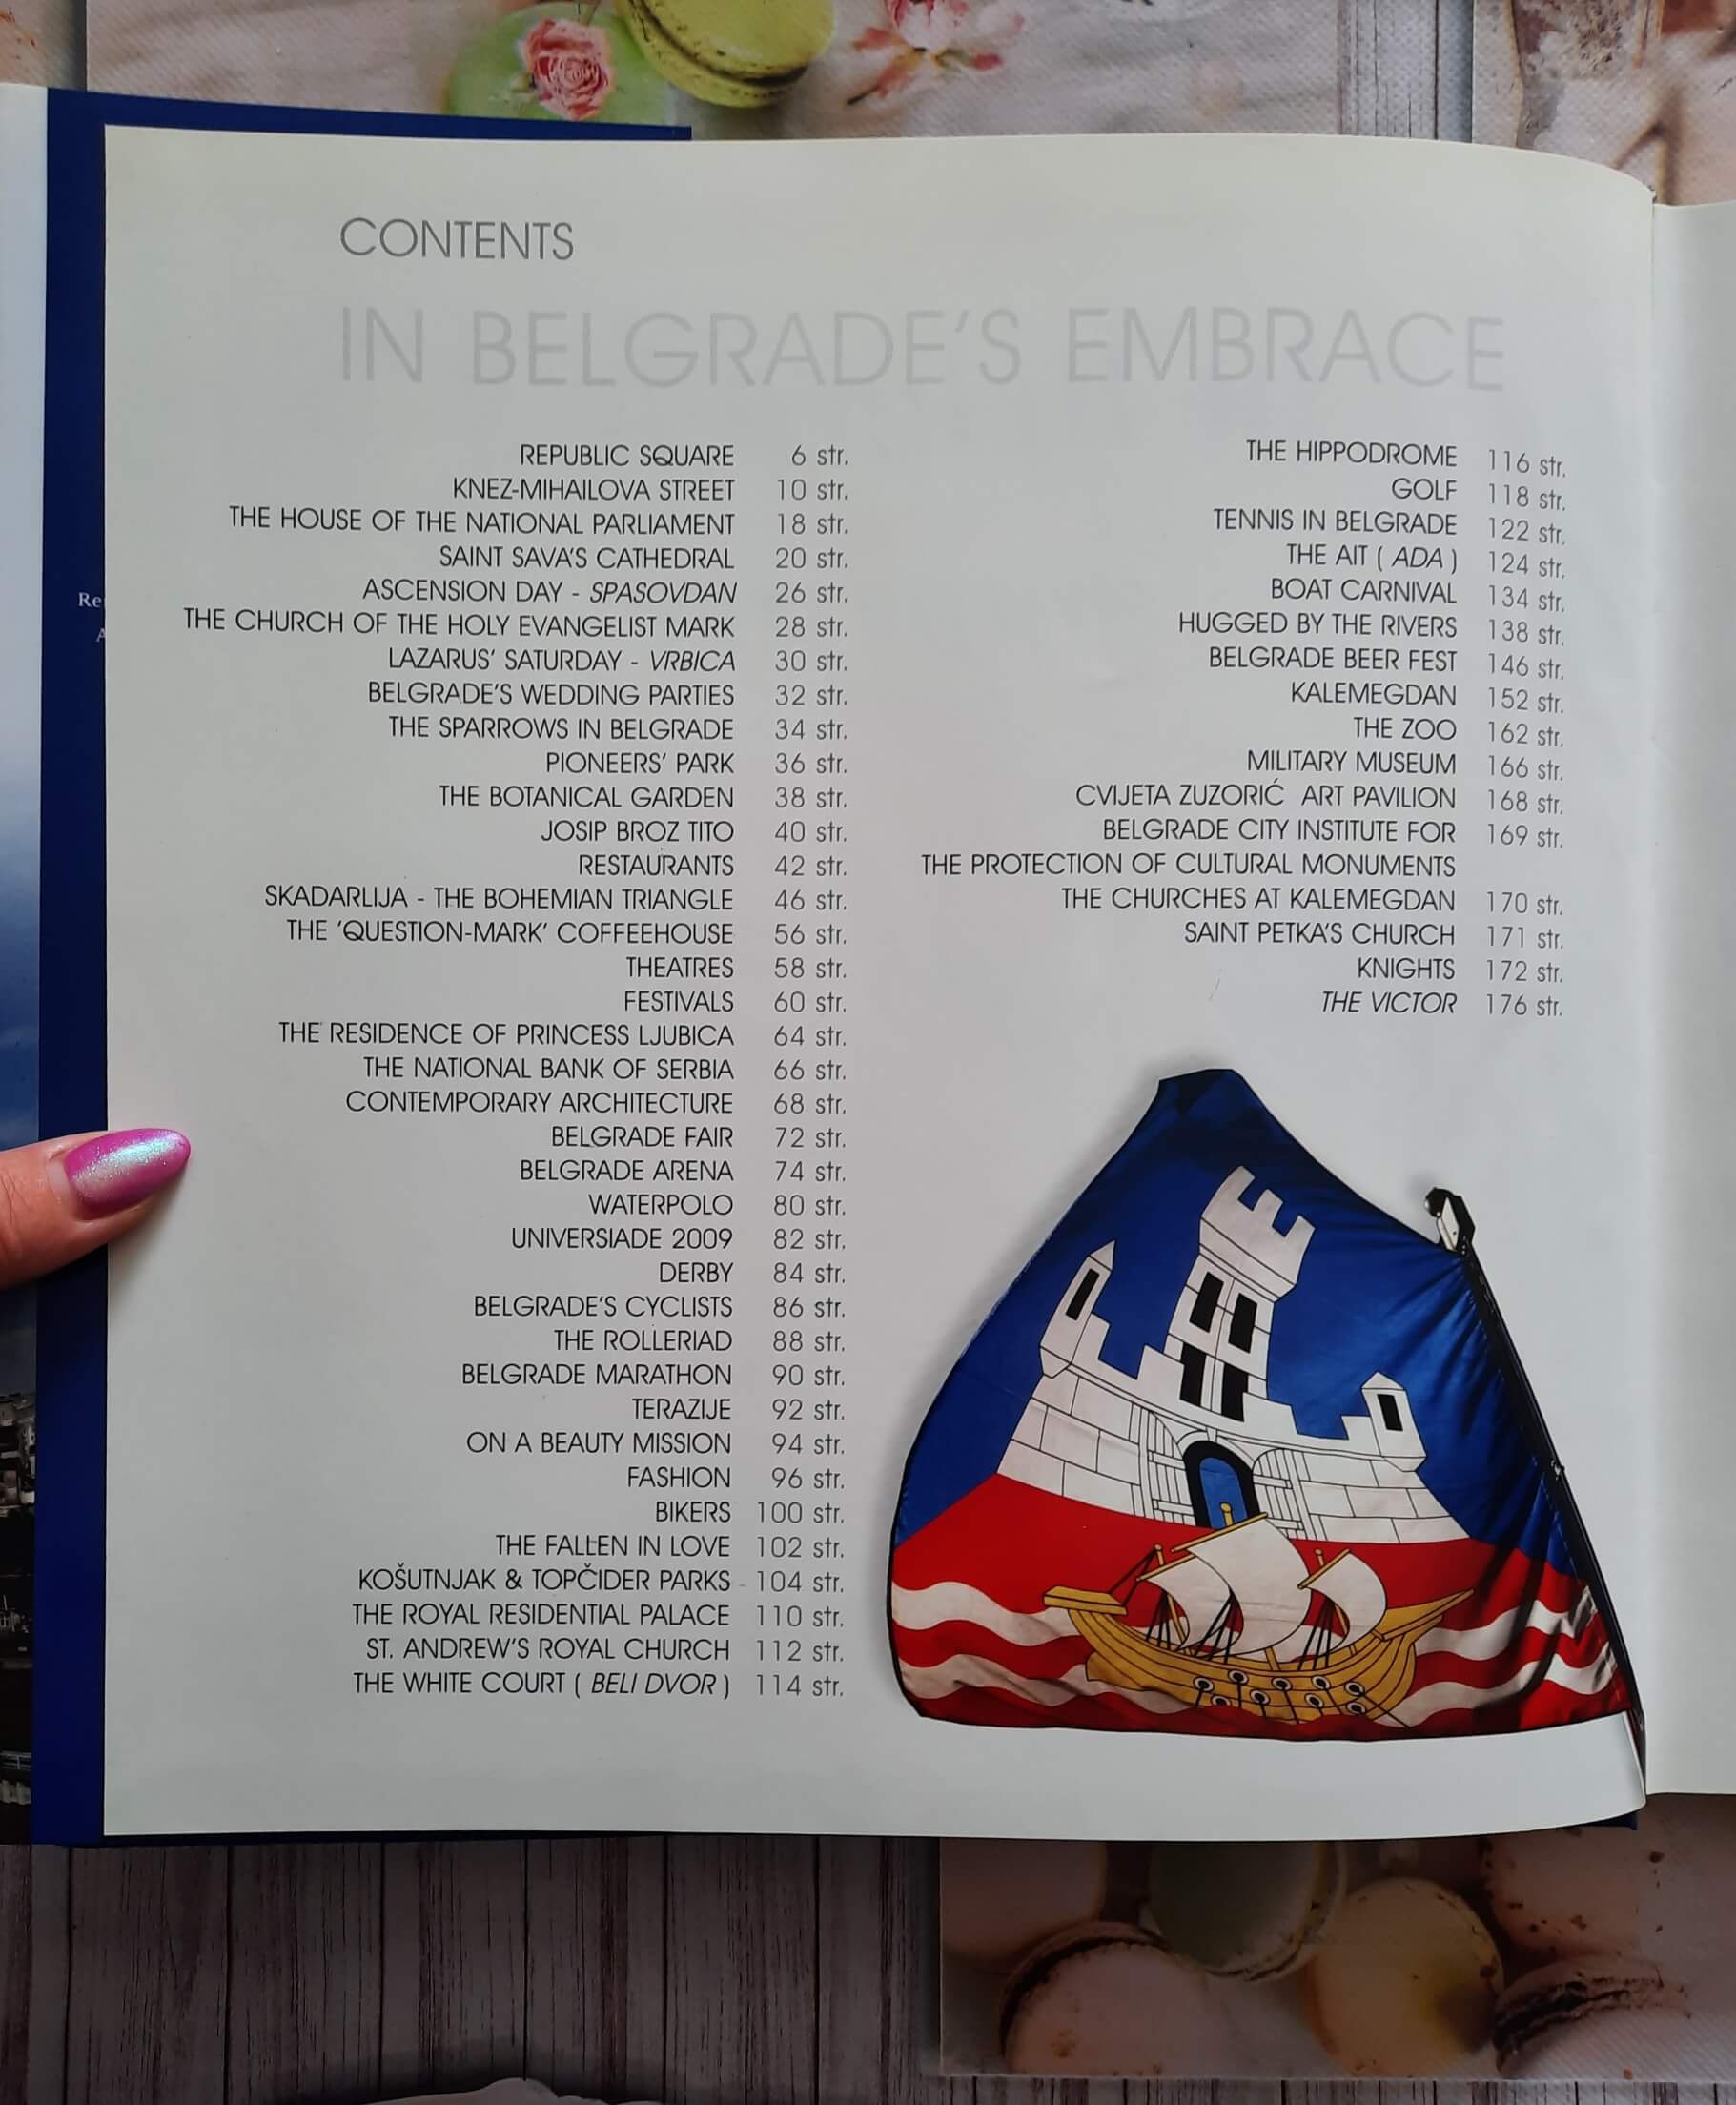 CONTENTS
IN BELGRADE'S EMBRACE
REPUBLIC SQUARE 6 str.
KNEZ-MIHAILOVA STREET 10 str.
THE HOUSE OF THE NATIONAL PARLIAMENT 18 str.
SAINT SAVA'S CATHEDRAL 20 str.
ASCENSION DAY - SPASOVDAN 26 str.
THE CHURCH OF THE HOLY EVANGELIST MARK 28 str.
LAZARUS' SATURDAY - VRBICA 30 str.
BELGRADE'S WEDDING PARTIES 32 str.
THE SPARROWS IN BELGRADE 34 str.
PIONEERS' PARK 36 str.
THE BOTANICAL GARDEN 38 str.
JOSIP BROZ TITO 40 str.
RESTAURANTS 42 str.
SKADARLIJA - THE BOHEMIAN TRIANGLE 46 str.
THE 'QUESTION-MARK' COFFEEHOUSE 56 str.
THEATRES 58 str.
FESTIVALS 60 str.
THE RESIDENCE OF PRINCESS LJUBICA 64 str.
THE NATIONAL BANK OF SERBIA 66 str.
CONTEMPORARY ARCHITECTURE 68 str.
BELGRADE FAIR 72 str.
BELGRADE ARENA 74 str.
WATERPOLO 80 str.
UNIVERSIADE 2009 82 str.
DERBY 84 str.
BELGRADE'S CYCLISTS 86 str.
THE ROLLERIAD 88 str.
BELGRADE MARATHON 90 str.
TERAZIJE 92 str.
ON A BEAUTY MISSION 94 str.
FASHION 96 str.
BIKERS 100 str.
THE FALLEN IN LOVE 102 str.
KOŠUTNJAK & TOPČIDER PARKS - 104 str.
THE ROYAL RESIDENTIAL PALACE 110 str.
ST. ANDREW'S ROYAL CHURCH 112 str.
THE WHITE COURT ( BELI DVOR ) 114 str.
THE HIPPODROME 116 str.
GOLF 118 str.
TENNIS IN BELGRADE 122 str.
THE AIT ( ADA ) 124 str.
BOAT CARNIVAL 134 str.
HUGGED BY THE RIVERS 138 str.
BELGRADE BEER FEST 146 str.
KALEMEGDAN 152 str.
THE ZOO 162 str.
MILITARY MUSEUM 166 str.
CVIJETA ZUZORIĆ ART PAVILION 168 str.
BELGRADE CITY INSTITUTE FOR 169 str.
THE PROTECTION OF CULTURAL MONUMENTS
THE CHURCHES AT KALEMEGDAN 170 str.
SAINT PETKA'S CHURCH 171 str.
KNIGHTS 172 str.
THE VICTOR 176 str.